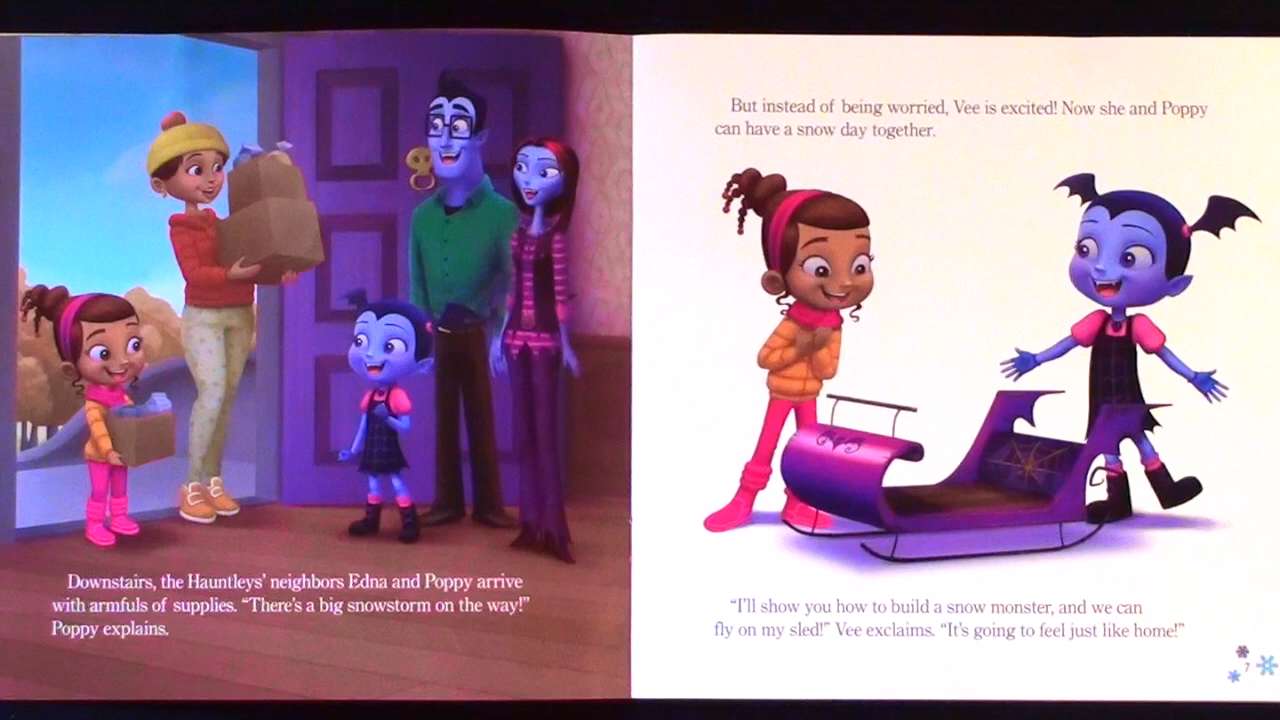 Downstairs, the Hauntleys' neighbors Edna and Poppy arrive
with armfuls of supplies. “There's a big snowstorm on the way!”
Poppy explains.
But instead of being worried, Vee is excited! Now she and Poppy
can have a snow day together.
“I'll show you how to build a snow monster, and we can
fly on my sled!” Vee exclaims. “It's going to feel just like home!”
7